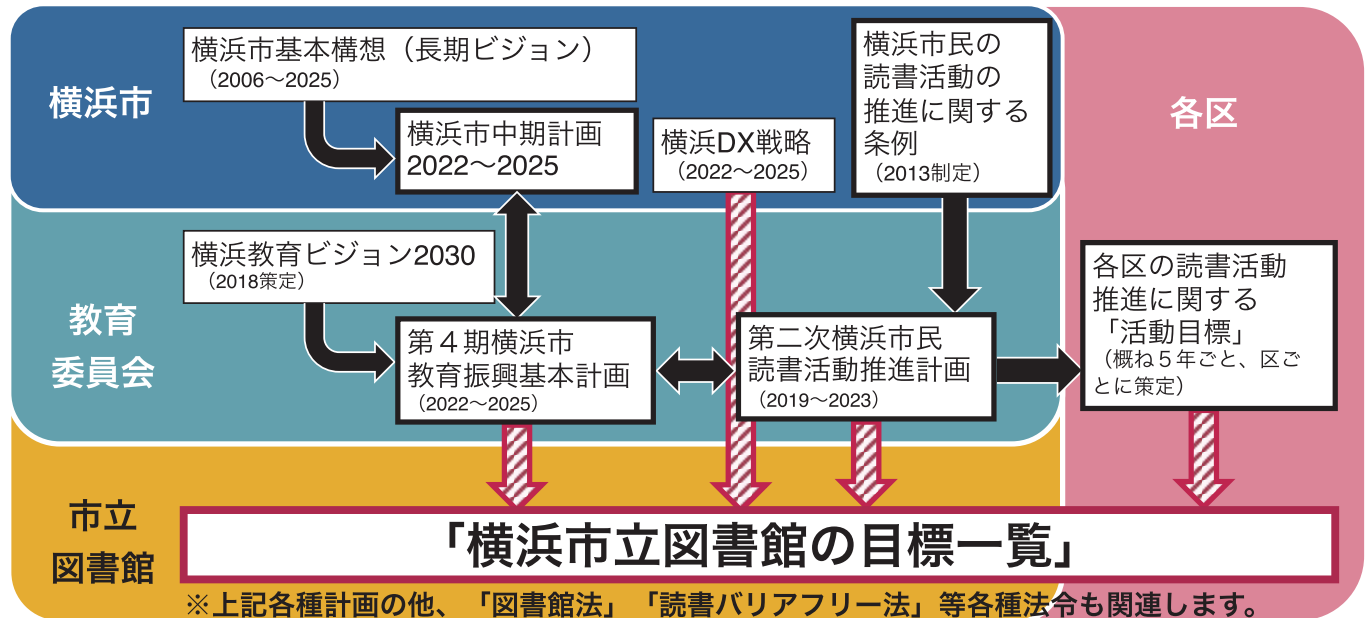 横浜市
横浜市基本構想（長期ビジョン）
（2006～2025）
横浜市中期計画
2022～2025
横浜DX戦略
（2022～2025）
横浜市民の
読書活動の
推進に関する
条例
（2013制定）
各区
教育
委員会
横浜教育ビジョン2030
（2018策定）
第４期横浜市
教育振興基本計画
（2022～2025）
第二次横浜市民
読書活動推進計画
（2019～2023）
各区の読書活動
推進に関する
「活動目標」
（概ね５年ごと、区ご
とに策定）
市立
図書館
「横浜市立図書館の目標一覧」
※上記各種計画の他、「図書館法」「読書バリアフリー法」等各種法令も関連します。